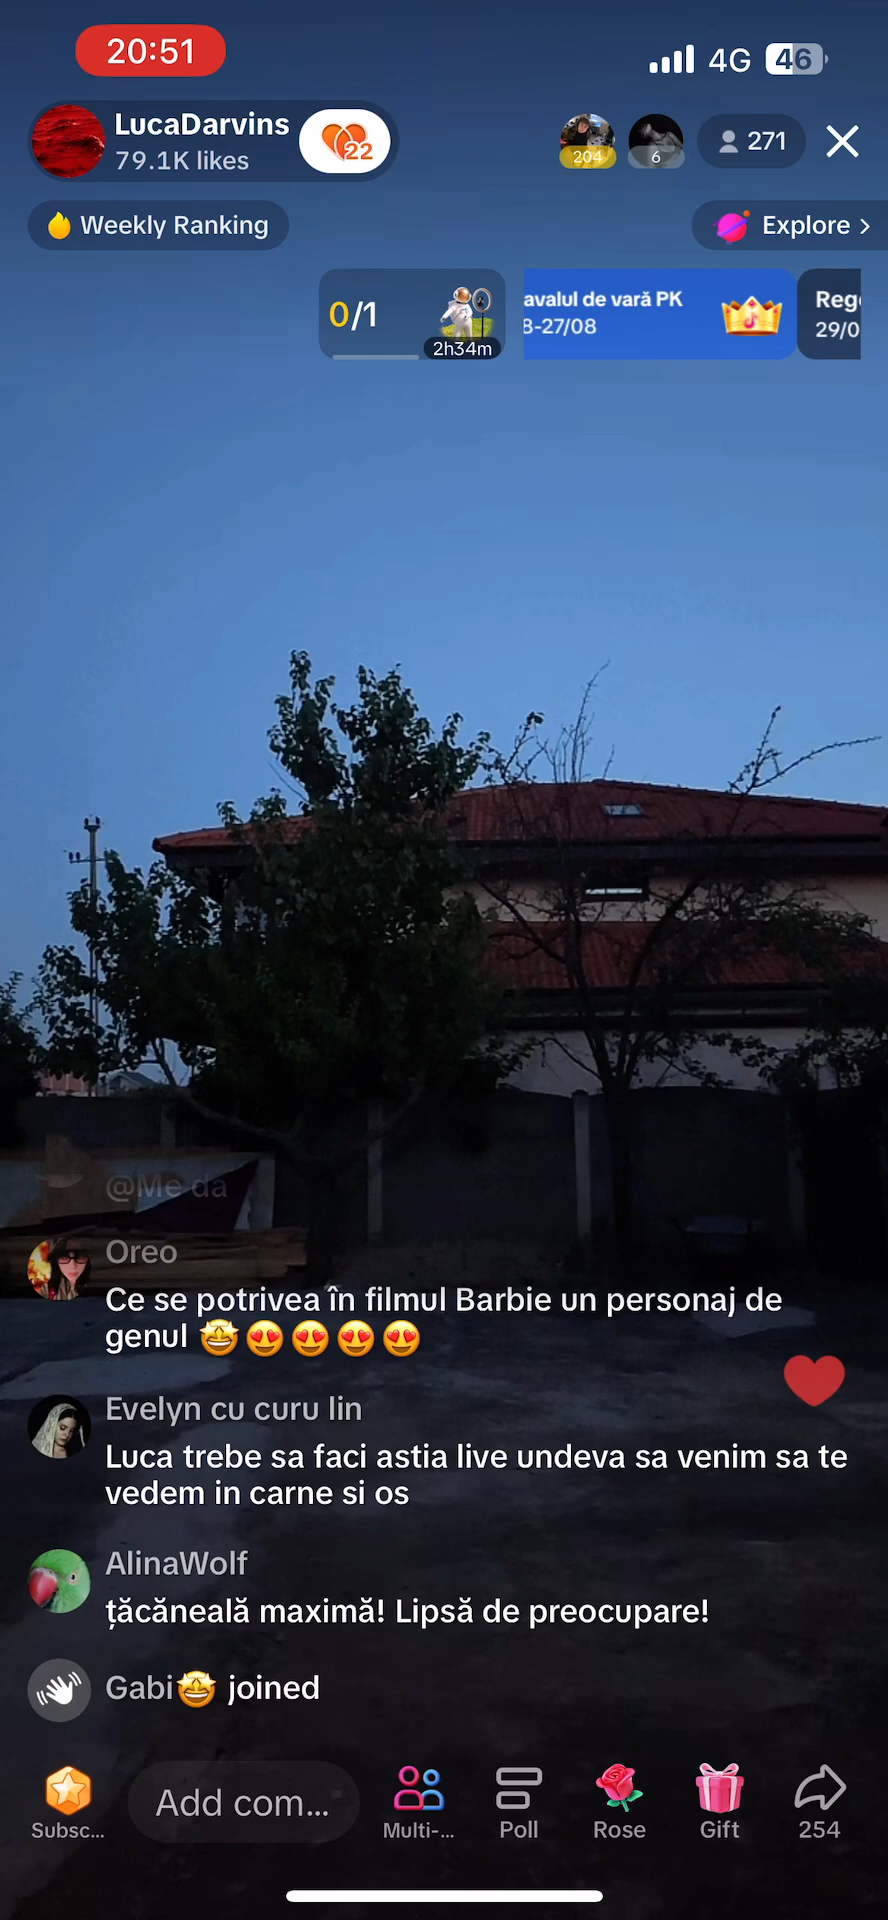 20:51
4G 46
LucaDarvins
79.1K likes
22
204
6
271
Weekly Ranking
Explore >
0/1
2h34m
avalul de vară PK
8-27/08
Reg
29/0
@Me da
Oreo
Ce se potrivea în filmul Barbie un personaj de
genul 🤩😍😍😍😍
Evelyn cu curu lin
Luca trebe sa faci astia live undeva sa venim sa te
vedem in carne si os
AlinaWolf
țăcăneală maximă! Lipsă de preocupare!
Gabi🤩 joined
Add com...
Subsc...
Multi-...
Poll
Rose
Gift
254